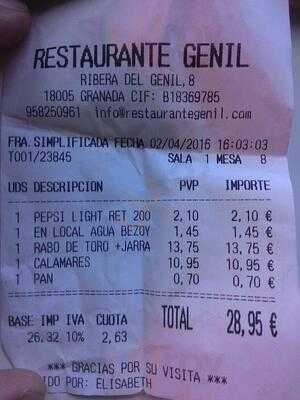 RESTAURANTE GENIL
RIBERA DEL GENIL,8
18005 GRANADA CIF: B18369785
958250961 info@restaurantegenil.com
FRA. SIMPLIFICADA FECHA 02/04/2016 16:03:03
T001/23845 SALA 1 MESA 8
UDS DESCRIPCION PVP IMPORTE
1 PEPSI LIGHT RET 200 2,10 2,10 €
1 EN LOCAL AGUA BEZOY 1,45 1,45 €
1 RABO DE TORO +JARRA 13,75 13,75 €
1 CALAMARES 10,95 10,95 €
1 PAN 0,70 0,70 €
BASE IMP IVA CUOTA TOTAL 28,95 €
26,32 10% 2,63
*** GRACIAS POR SU VISITA ***
IDO POR: ELISABETH